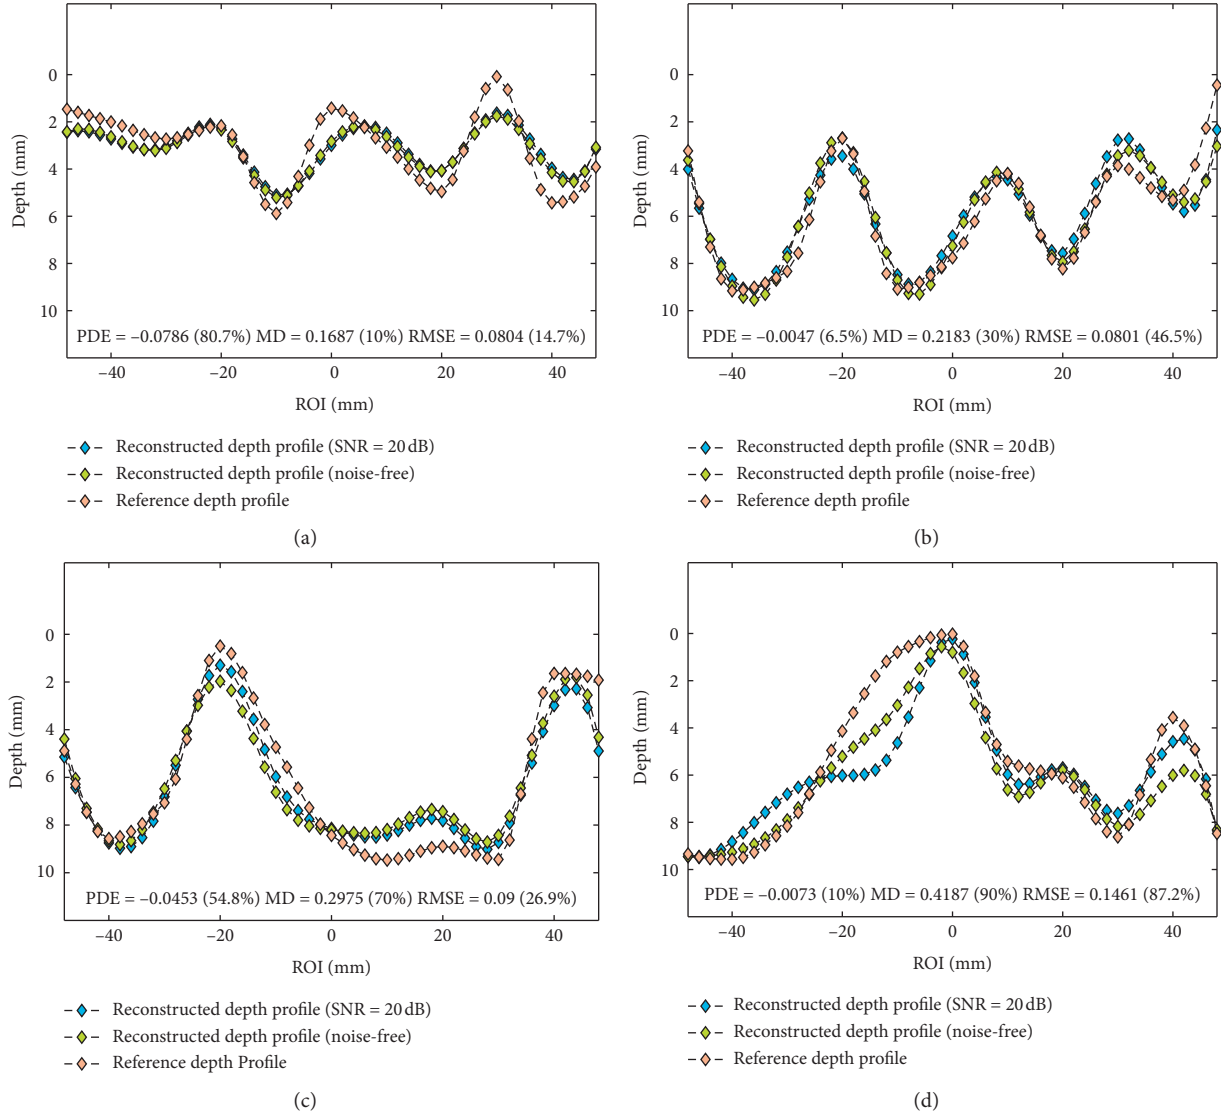 0
2
4
6
8
10
Depth (mm)
PDE = –0.0786 (80.7%) MD = 0.1687 (10%) RMSE = 0.0804 (14.7%)
–40 –20 0 20 40
ROI (mm)
Reconstructed depth profile (SNR = 20 dB)
Reconstructed depth profile (noise-free)
Reference depth profile
(a)
0
2
4
6
8
10
Depth (mm)
PDE = –0.0047 (6.5%) MD = 0.2183 (30%) RMSE = 0.0801 (46.5%)
–40 –20 0 20 40
ROI (mm)
Reconstructed depth profile (SNR = 20 dB)
Reconstructed depth profile (noise-free)
Reference depth profile
(b)
0
2
4
6
8
10
Depth (mm)
PDE = –0.0453 (54.8%) MD = 0.2975 (70%) RMSE = 0.09 (26.9%)
–40 –20 0 20 40
ROI (mm)
Reconstructed depth profile (SNR = 20 dB)
Reconstructed depth profile (noise-free)
Reference depth Profile
(c)
0
2
4
6
8
10
Depth (mm)
PDE = –0.0073 (10%) MD = 0.4187 (90%) RMSE = 0.1461 (87.2%)
–40 –20 0 20 40
ROI (mm)
Reconstructed depth profile (SNR = 20 dB)
Reconstructed depth profile (noise-free)
Reference depth profile
(d)